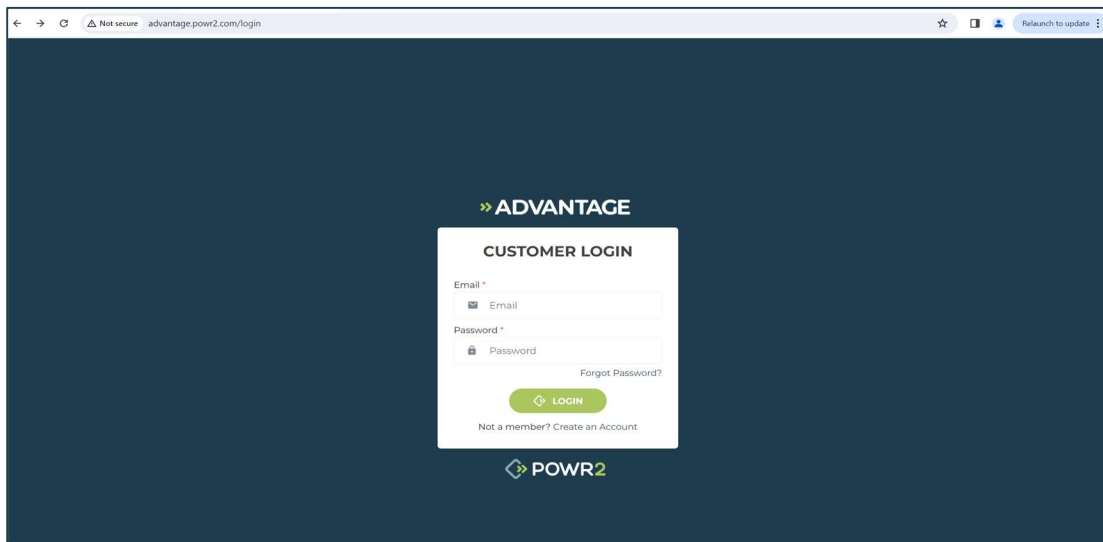 Not secure advantage.powr2.com/login Relaunch to update
ADVANTAGE
CUSTOMER LOGIN
Email *
Email
Password *
Password
Forgot Password?
LOGIN
Not a member? Create an Account
POWR2